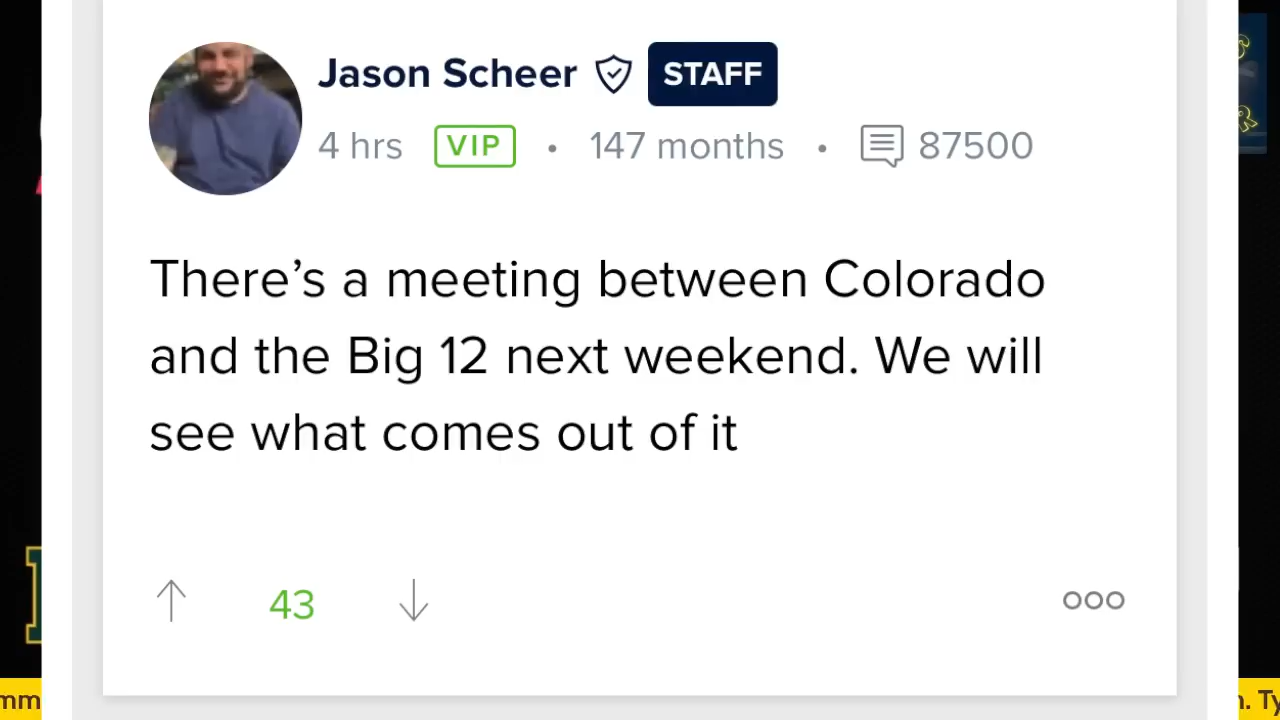 Jason Scheer STAFF
4 hrs VIP • 147 months • 87500
There’s a meeting between Colorado
and the Big 12 next weekend. We will
see what comes out of it
43